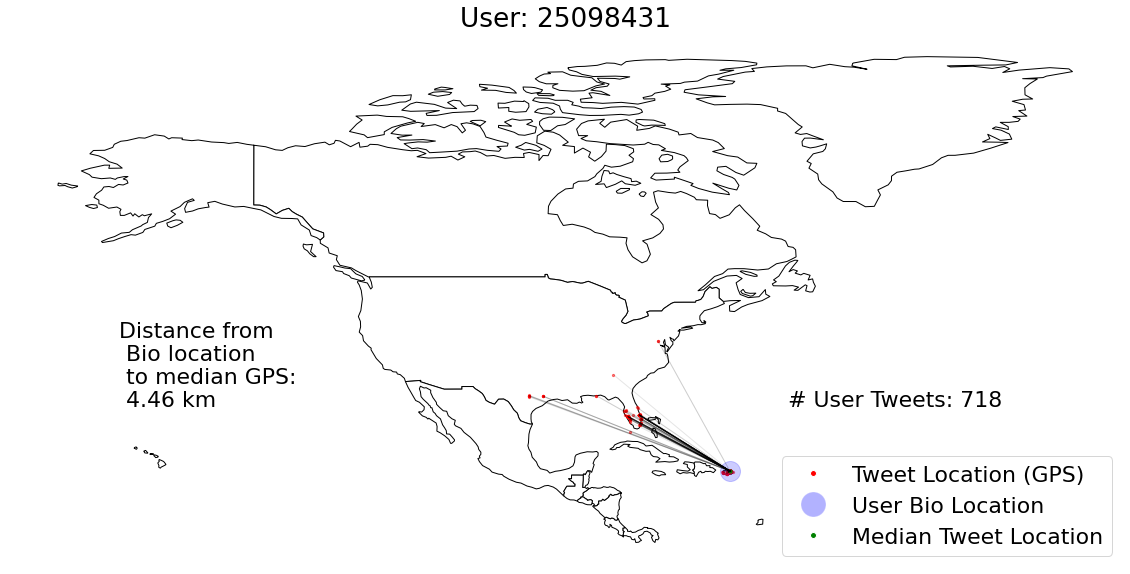 User: 25098431
Distance from
Bio location
to median GPS:
4.46 km
# User Tweets: 718
Tweet Location (GPS)
User Bio Location
Median Tweet Location